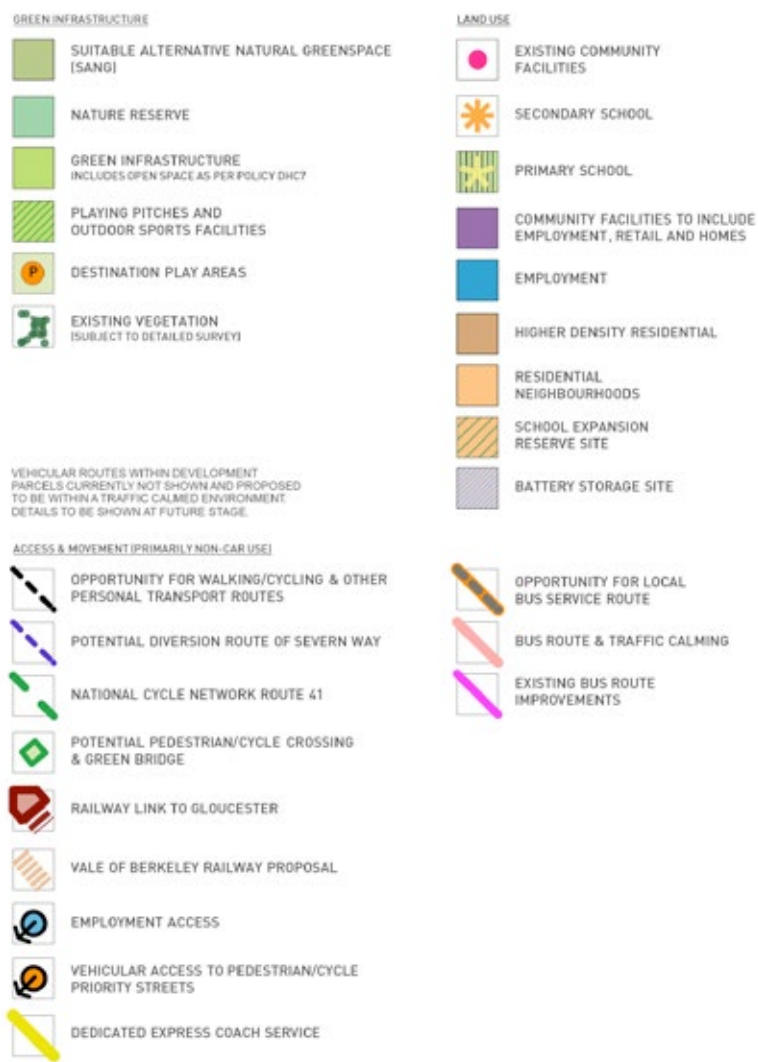 GREEN INFRASTRUCTURE
SUITABLE ALTERNATIVE NATURAL GREENSPACE
(SANG)
NATURE RESERVE
GREEN INFRASTRUCTURE
INCLUDES OPEN SPACE AS PER POLICY DHC7
PLAYING PITCHES AND
OUTDOOR SPORTS FACILITIES
P
DESTINATION PLAY AREAS
EXISTING VEGETATION
(SUBJECT TO DETAILED SURVEY)
LAND USE
EXISTING COMMUNITY
FACILITIES
SECONDARY SCHOOL
PRIMARY SCHOOL
COMMUNITY FACILITIES TO INCLUDE
EMPLOYMENT, RETAIL AND HOMES
EMPLOYMENT
HIGHER DENSITY RESIDENTIAL
RESIDENTIAL
NEIGHBOURHOODS
SCHOOL EXPANSION
RESERVE SITE
BATTERY STORAGE SITE
VEHICULAR ROUTES WITHIN DEVELOPMENT
PARCELS CURRENTLY NOT SHOWN AND PROPOSED
TO BE WITHIN A TRAFFIC CALMED ENVIRONMENT.
DETAILS TO BE SHOWN AT FUTURE STAGE.
ACCESS & MOVEMENT (PRIMARILY NON-CAR USE)
OPPORTUNITY FOR WALKING/CYCLING & OTHER
PERSONAL TRANSPORT ROUTES
POTENTIAL DIVERSION ROUTE OF SEVERN WAY
NATIONAL CYCLE NETWORK ROUTE 41
POTENTIAL PEDESTRIAN/CYCLE CROSSING
& GREEN BRIDGE
RAILWAY LINK TO GLOUCESTER
VALE OF BERKELEY RAILWAY PROPOSAL
EMPLOYMENT ACCESS
VEHICULAR ACCESS TO PEDESTRIAN/CYCLE
PRIORITY STREETS
DEDICATED EXPRESS COACH SERVICE
OPPORTUNITY FOR LOCAL
BUS SERVICE ROUTE
BUS ROUTE & TRAFFIC CALMING
EXISTING BUS ROUTE
IMPROVEMENTS